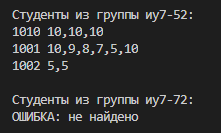 Студенты из группы иу7-52:
1010 10,10,10
1001 10,9,8,7,5,10
1002 5,5
Студенты из группы иу7-72:
ОШИБКА: не найдено